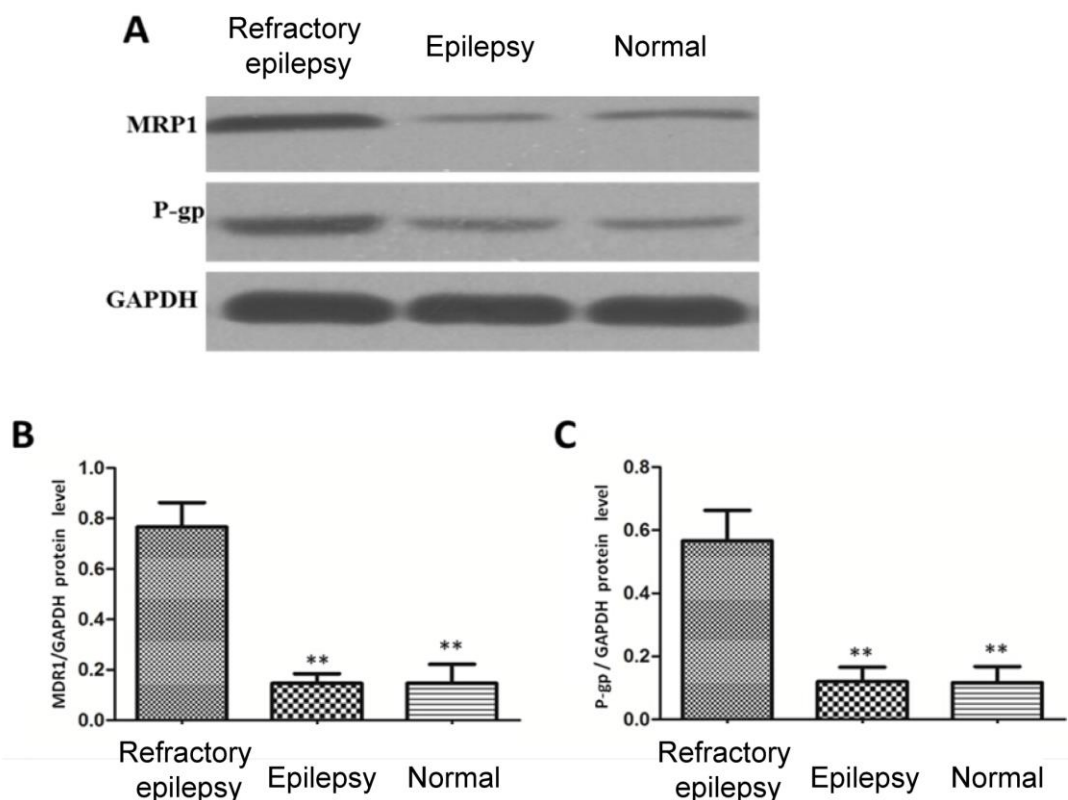 A
Refractory
epilepsy
Epilepsy
Normal
MRP1
P-gp
GAPDH
B
MDR1/GAPDH protein level
1.0
0.8
0.6
0.4
0.2
0.0
**
**
Refractory
epilepsy
Epilepsy
Normal
C
P-gp / GAPDH protein level
0.8
0.6
0.4
0.2
0.0
**
**
Refractory
epilepsy
Epilepsy
Normal